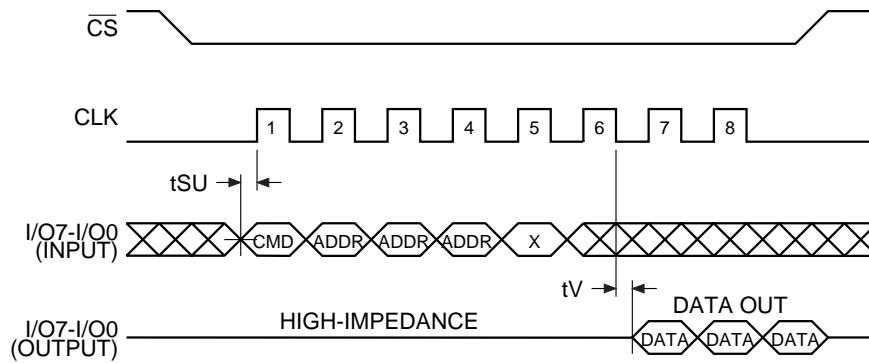 CS
CLK
1 2 3 4 5 6 7 8
tSU
I/O7-I/O0
(INPUT)
CMD ADDR ADDR ADDR X
tV
DATA OUT
HIGH-IMPEDANCE
I/O7-I/O0
(OUTPUT)
DATA DATA DATA